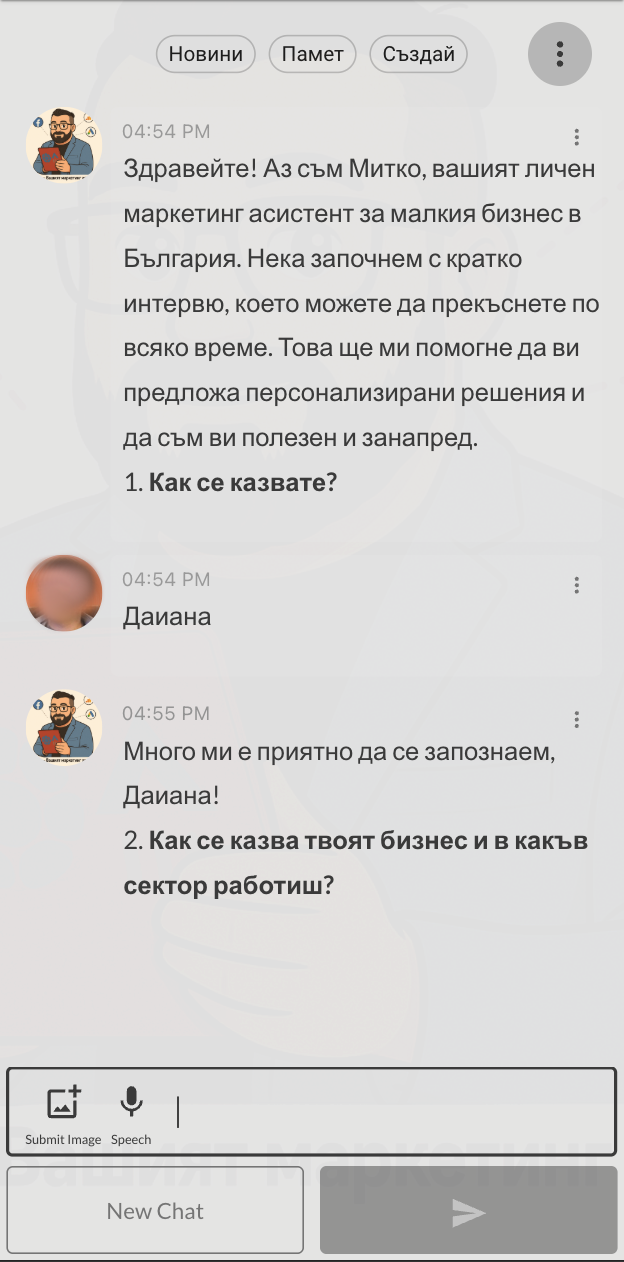 Новини Памет Създай
04:54 PM
Здравейте! Аз съм Митко, вашият личен
маркетинг асистент за малкия бизнес в
България. Нека започнем с кратко
интервю, което можете да прекъснете по
всяко време. Това ще ми помогне да ви
предложа персонализирани решения и
да съм ви полезен и занапред.
1. Как се казвате?
04:54 PM
Даиана
04:55 PM
Много ми е приятно да се запознаем,
Даиана!
2. Как се казва твоят бизнес и в какъв
сектор работиш?
Submit Image Speech
Вашият маркетинг
New Chat